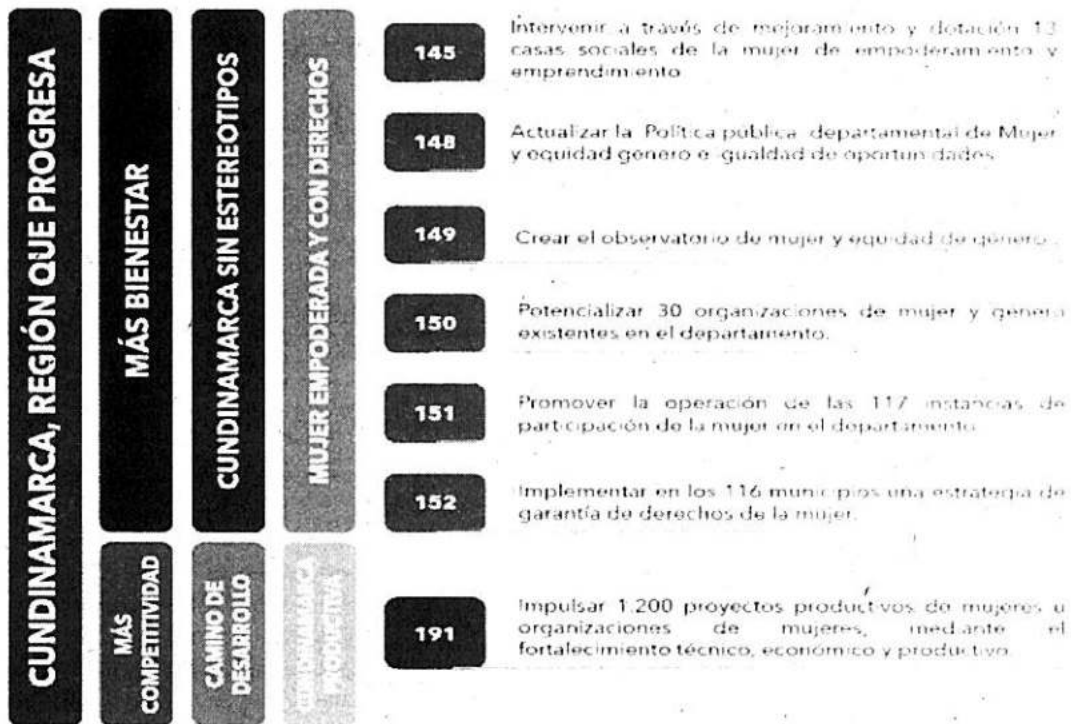 CUNDINAMARCA, REGIÓN QUE PROGRESA
MÁS BIENESTAR
CUNDINAMARCA SIN ESTEREOTIPOS
MUJER EMPODERADA Y CON DERECHOS
145
Intervenir a través de mejoramiento y dotación 13
casas sociales de la mujer de empoderamiento y
emprendimiento
148
Actualizar la Política pública departamental de Mujer
y equidad genero e igualdad de oportunidades
149
Crear el observatorio de mujer y equidad de género.
150
Potencializar 30 organizaciones de mujer y genero
existentes en el departamento.
151
Promover la operación de las 117 instancias de
participación de la mujer en el departamento
152
Implementar en los 116 municipios una estrategia de
garantía de derechos de la mujer.
MÁS
COMPETITIVIDAD
CAMINO DE
DESARROLLO
CUNDINAMARCA
PRODUCTIVA
191
Impulsar 1.200 proyectos productivos de mujeres u
organizaciones de mujeres, mediante el
fortalecimiento técnico, económico y productivo.